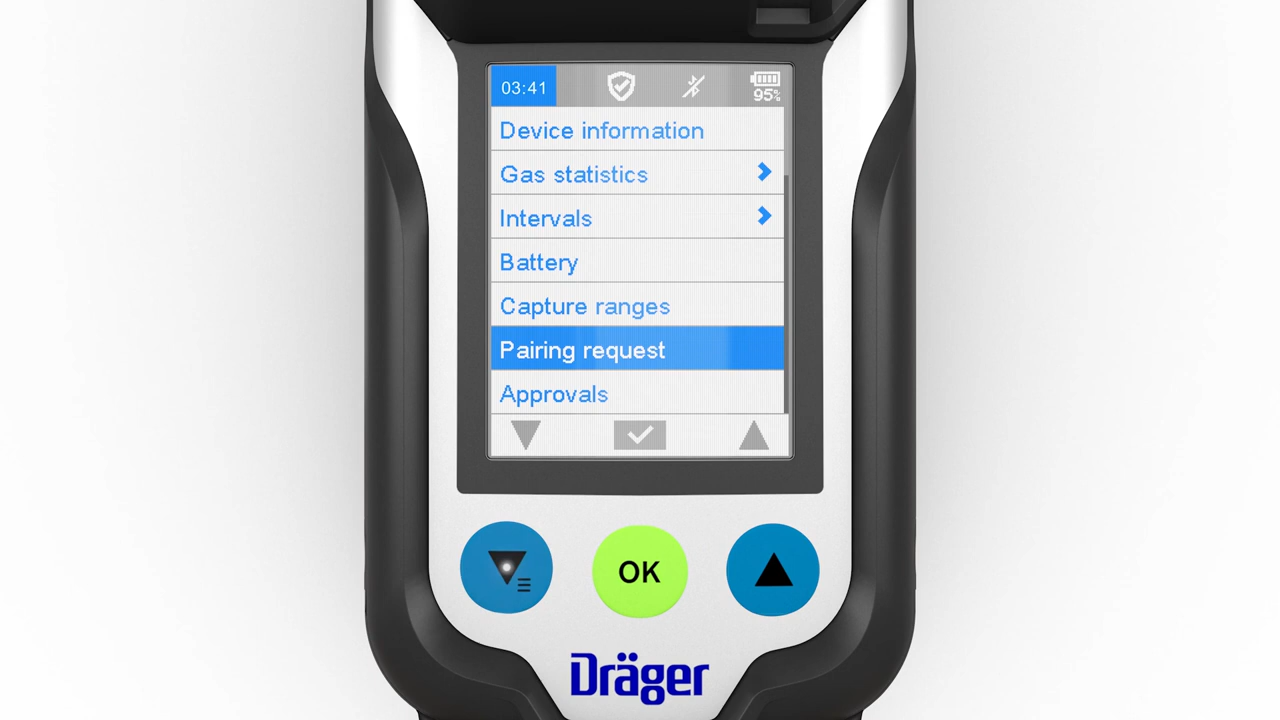 03:41
95%
Device information
Gas statistics
Intervals
Battery
Capture ranges
Pairing request
Approvals
OK
Dräger